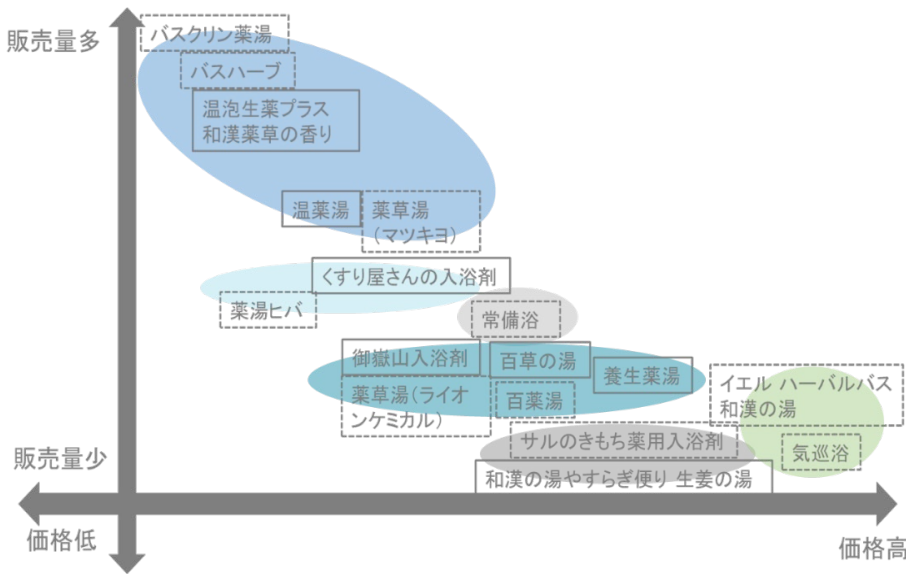 販売量多
バスクリン薬湯
バスハーブ
温泡生薬プラス
和漢薬草の香り
温薬湯
薬草湯
(マツキヨ)
くすり屋さんの入浴剤
薬湯ヒバ
常備浴
御嶽山入浴剤
百草の湯
養生薬湯
薬草湯(ライオ
ンケミカル)
百薬湯
イエル ハーバルバス
和漢の湯
サルのきもち薬用入浴剤
気巡浴
販売量少
和漢の湯やすらぎ便り 生姜の湯
価格低
価格高